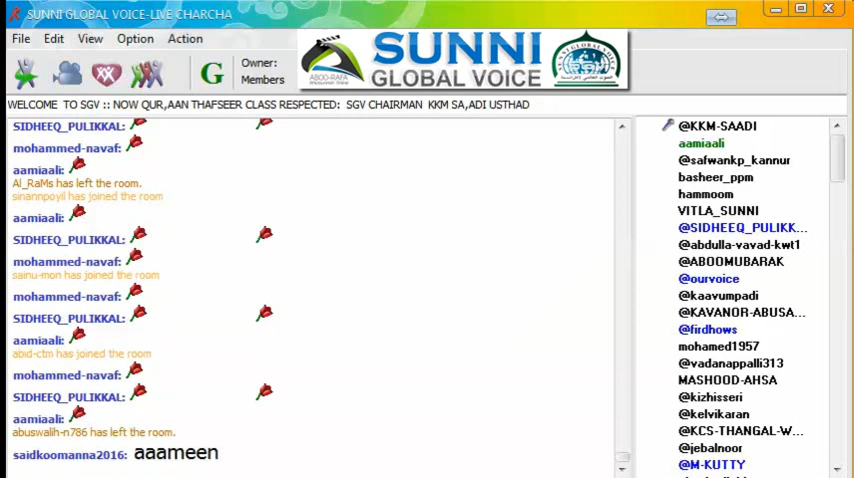 SUNNI GLOBAL VOICE-LIVE CHARCHA
File Edit View Option Action
SUNNI
GLOBAL VOICE
ABOO-RAFA
G
Owner:
Members
WELCOME TO SGV :: NOW QUR,AAN THAFSEER CLASS RESPECTED: SGV CHAIRMAN KKM SA,ADI USTHAD
SIDHEEQ_PULIKKAL:
mohammed-navaf:
aamiaali:
Al_RaMs has left the room.
sinannpoyil has joined the room
aamiaali:
SIDHEEQ_PULIKKAL:
mohammed-navaf:
sainu-mon has joined the room
mohammed-navaf:
SIDHEEQ_PULIKKAL:
aamiaali:
abid-ctm has joined the room
mohammed-navaf:
SIDHEEQ_PULIKKAL:
aamiaali:
abuswalih-n786 has left the room.
saidkoomanna2016: aaameen
@KKM-SAADI
aamiaali
@safwankp_kannur
basheer_ppm
hammoom
VITLA_SUNNI
@SIDHEEQ_PULIKK...
@abdulla-vavad-kwt1
@ABOOMUBARAK
@ourvoice
@kaavumpadi
@KAVANOR-ABUSA...
@firdhows
mohamed1957
@vadanappalli313
MASHOOD-AHSA
@kizhisseri
@kelvikaran
@KCS-THANGAL-W...
@jebalnoor
@M-KUTTY